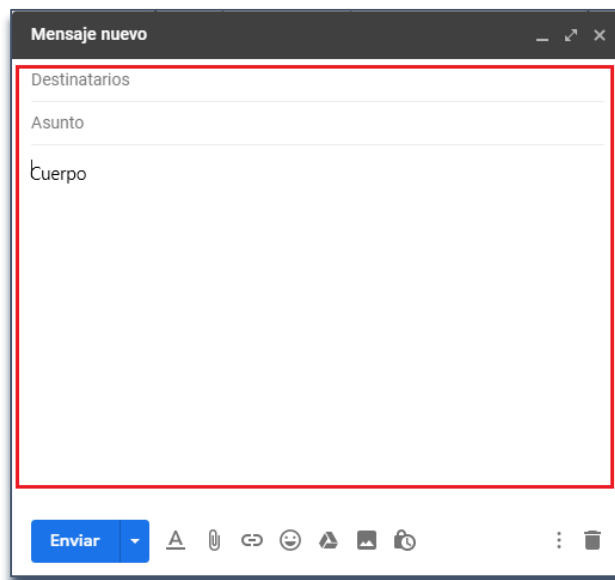 Mensaje nuevo
Destinatarios
Asunto
Cuerpo
Enviar